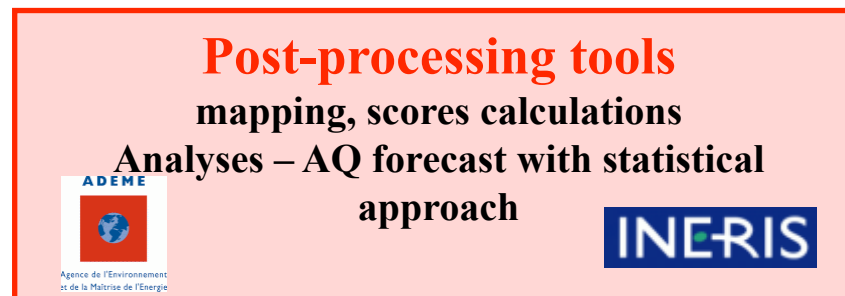 Post-processing tools
mapping, scores calculations
Analyses – AQ forecast with statistical
approach
ADEME
Agence de l'Environnement
et de la Maîtrise de l'Energie
INERIS